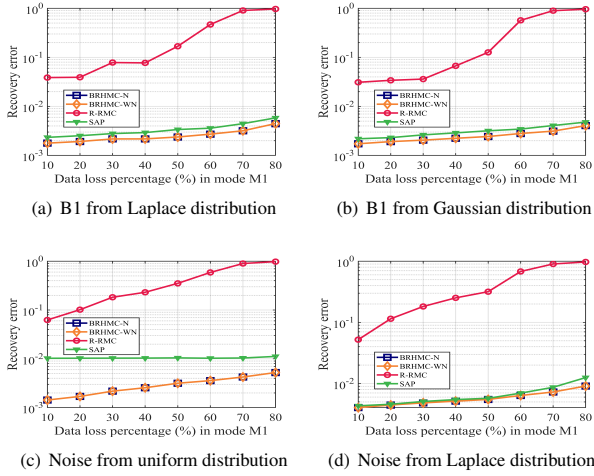 10^0
10^-1
10^-2
10^-3
Recovery error
BRHMC-N
BRHMC-WN
R-RMC
SAP
10 20 30 40 50 60 70 80
Data loss percentage (%) in mode M1
(a) B1 from Laplace distribution
10^0
10^-1
10^-2
10^-3
Recovery error
BRHMC-N
BRHMC-WN
R-RMC
SAP
10 20 30 40 50 60 70 80
Data loss percentage (%) in mode M1
(b) B1 from Gaussian distribution
10^0
10^-1
10^-2
10^-3
Recovery error
BRHMC-N
BRHMC-WN
R-RMC
SAP
10 20 30 40 50 60 70 80
Data loss percentage (%) in mode M1
(c) Noise from uniform distribution
10^0
10^-1
10^-2
Recovery error
BRHMC-N
BRHMC-WN
R-RMC
SAP
10 20 30 40 50 60 70 80
Data loss percentage (%) in mode M1
(d) Noise from Laplace distribution